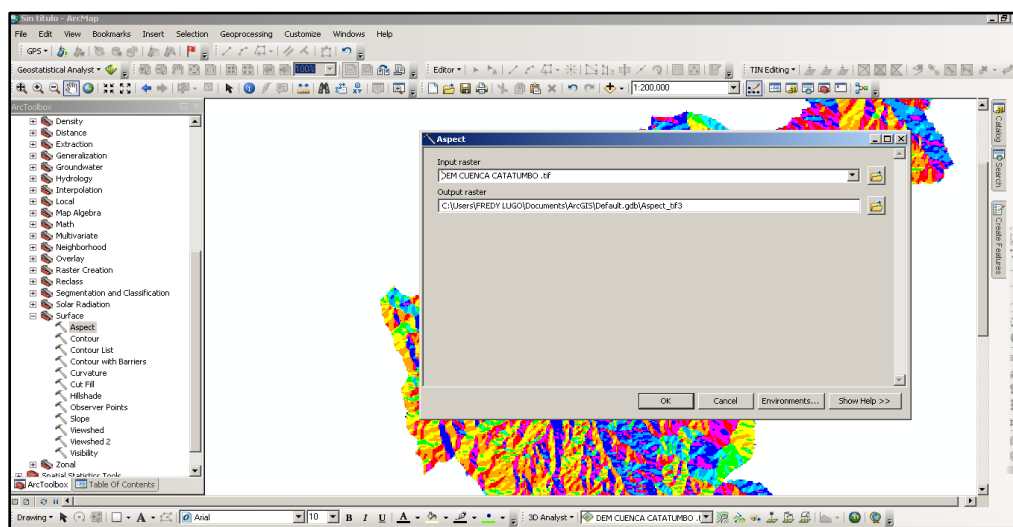 Sin título - ArcMap
File Edit View Bookmarks Insert Selection Geoprocessing Customize Windows Help
GPS
Geostatistical Analyst 100% Editor TIN Editing
1:200,000
ArcToolbox
Density
Distance
Extraction
Generalization
Groundwater
Hydrology
Interpolation
Local
Map Algebra
Math
Multivariate
Neighborhood
Overlay
Raster Creation
Reclass
Segmentation and Classification
Solar Radiation
Surface
Aspect
Contour
Contour List
Contour with Barriers
Curvature
Cut Fill
Hillshade
Observer Points
Slope
Viewshed
Viewshed 2
Visibility
Zonal
Spatial Statistics Tools
ArcToolbox Table Of Contents
Aspect
Input raster
DEM CUENCA CATATUMBO .tif
Output raster
C:\Users\FREDY LUGO\Documents\ArcGIS\Default.gdb\Aspect_tif3
OK Cancel Environments... Show Help >>
Catalog
Search
Create Features
Drawing A Arial 10 B I U A 3D Analyst DEM CUENCA CATATUMBO